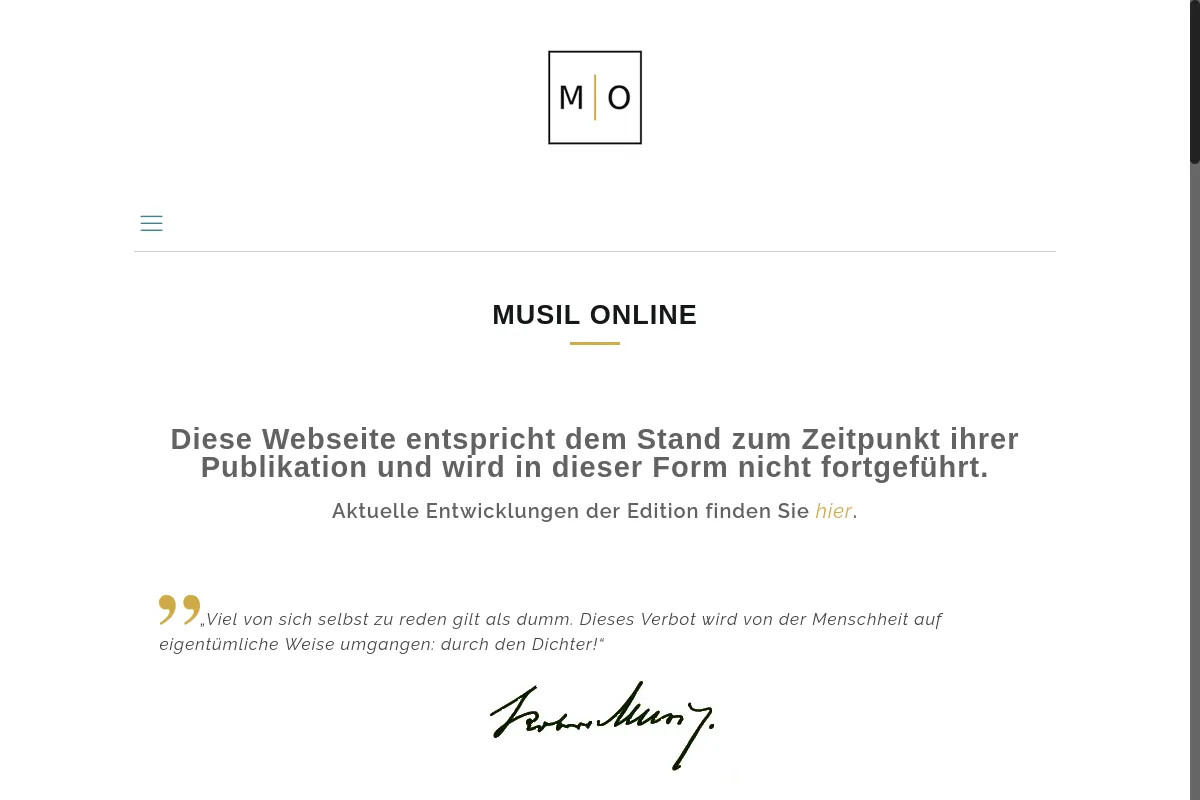 M | O
MUSIL ONLINE
Diese Webseite entspricht dem Stand zum Zeitpunkt ihrer
Publikation und wird in dieser Form nicht fortgeführt.
Aktuelle Entwicklungen der Edition finden Sie hier.
„Viel von sich selbst zu reden gilt als dumm. Dieses Verbot wird von der Menschheit auf
eigentümliche Weise umgangen: durch den Dichter!“
Robert Musil